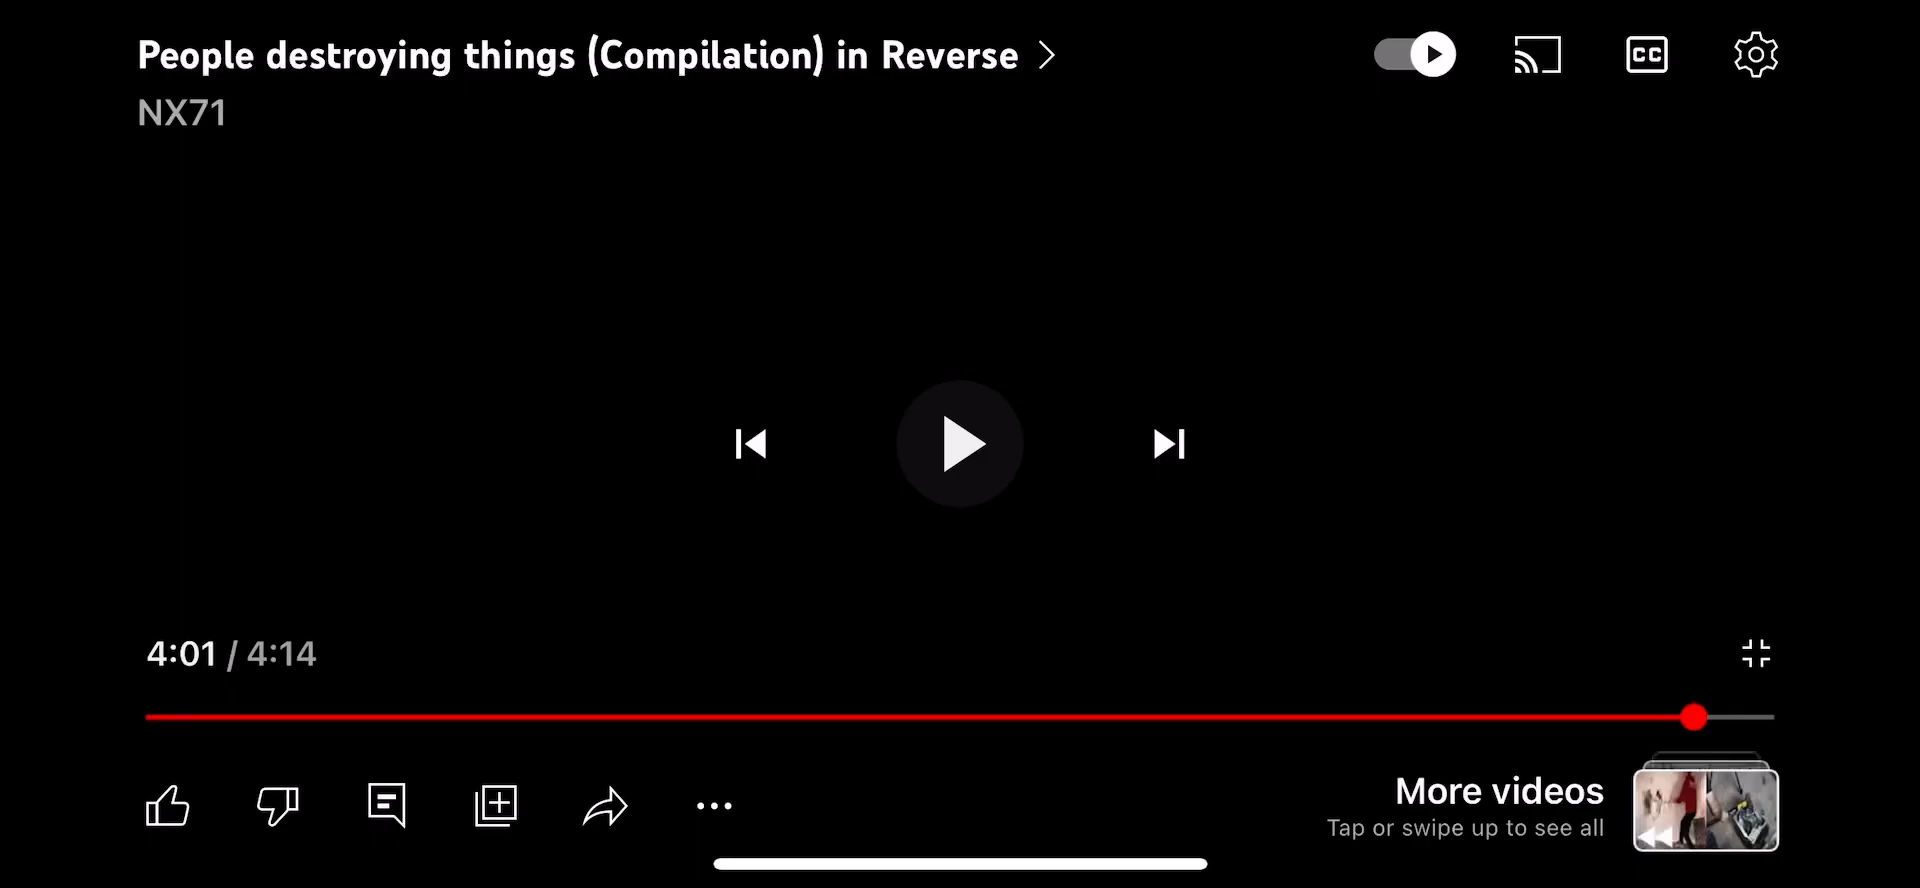 People destroying things (Compilation) in Reverse
NX71
CC
4:01 / 4:14
More videos
Tap or swipe up to see all